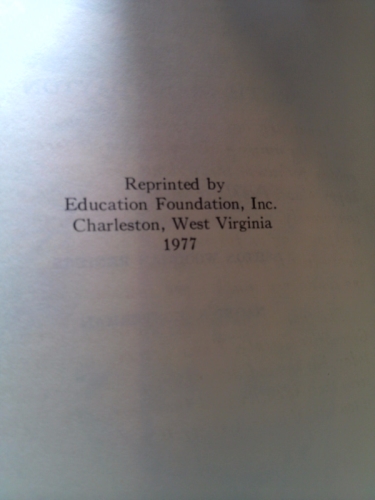 Reprinted by
Education Foundation, Inc.
Charleston, West Virginia
1977